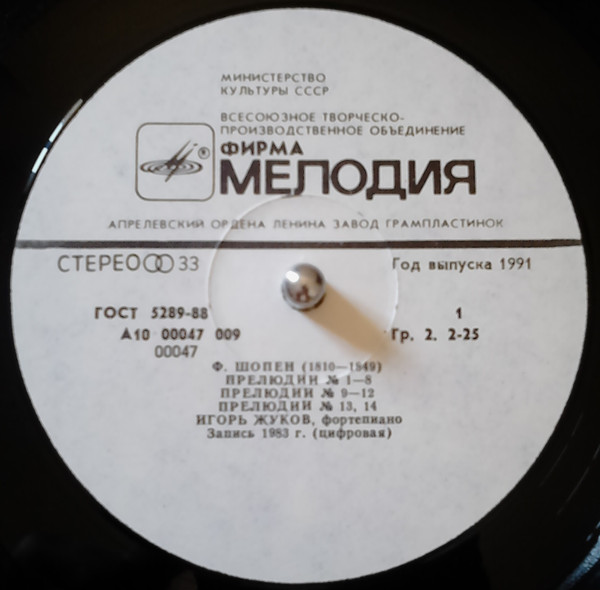 МИНИСТЕРСТВО
КУЛЬТУРЫ СССР
ВСЕСОЮЗНОЕ ТВОРЧЕСКО-
ПРОИЗВОДСТВЕННОЕ ОБЪЕДИНЕНИЕ
ФИРМА
®
МЕЛОДИЯ
АПРЕЛЕВСКИЙ ОРДЕНА ЛЕНИНА ЗАВОД ГРАМПЛАСТИНОК
СТЕРЕО 33 Год выпуска 1991
ГОСТ 5289-88 1
А10 00047 009 Гр. 2. 2-25
00047
Ф. ШОПЕН (1810—1849)
ПРЕЛЮДИИ № 1—8
ПРЕЛЮДИИ № 9—12
ПРЕЛЮДИИ № 13, 14
ИГОРЬ ЖУКОВ, фортепиано
Запись 1983 г. (цифровая)